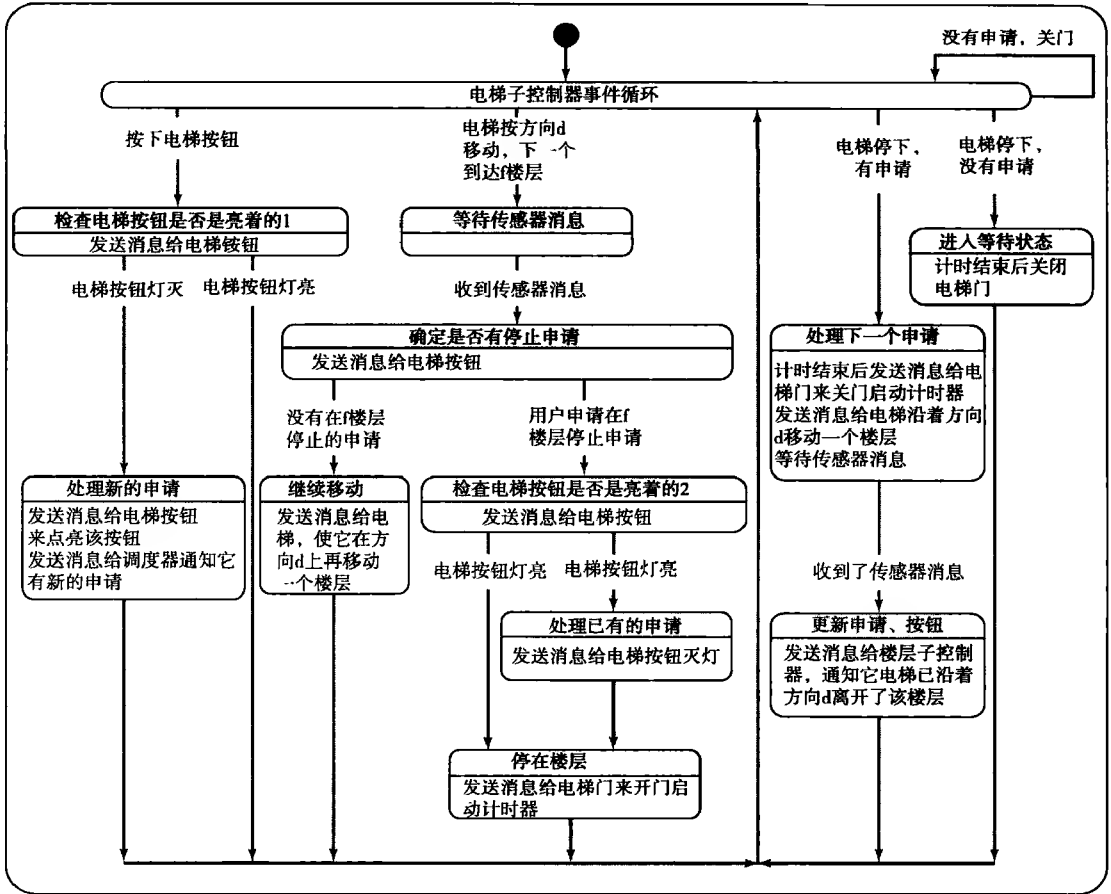 没有申请，关门
电梯子控制器事件循环
按下电梯按钮
电梯按方向d
移动，下一个
到达f楼层
电梯停下，
有申请
电梯停下，
没有申请
检查电梯按钮是否是亮着的1
发送消息给电梯铵钮
等待传感器消息
进入等待状态
计时结束后关闭
电梯门
电梯按钮灯灭
电梯按钮灯亮
收到传感器消息
确定是否有停止申请
发送消息给电梯按钮
处理下一个申请
计时结束后发送消息给电
梯门来关门启动计时器
发送消息给电梯沿着方向
d移动一个楼层
等待传感器消息
没有在f楼层
停止的申请
用户申请在f
楼层停止申请
处理新的申请
发送消息给电梯按钮
来点亮该按钮
发送消息给调度器通知它
有新的申请
继续移动
发送消息给电
梯，使它在方
向d上再移动
一个楼层
检查电梯按钮是否是亮着的2
发送消息给电梯按钮
电梯按钮灯亮
电梯按钮灯亮
收到了传感器消息
处理已有的申请
发送消息给电梯按钮灭灯
更新申请、按钮
发送消息给楼层子控制
器，通知它电梯已沿着
方向d离开了该楼层
停在楼层
发送消息给电梯门来开门启
动计时器